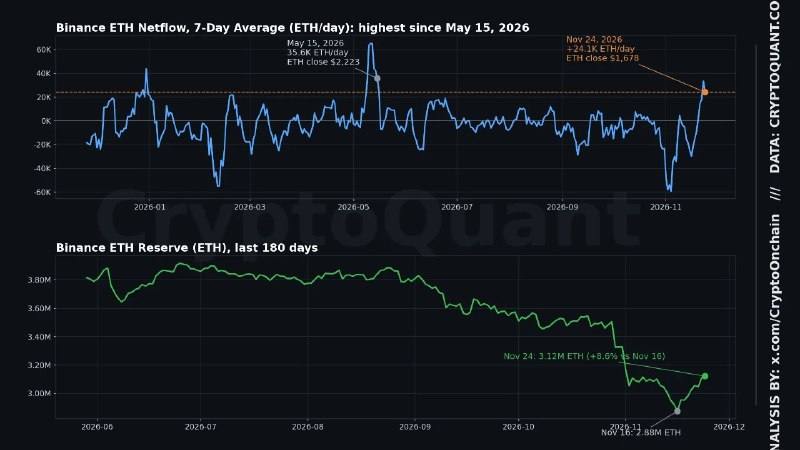 Binance ETH Netflow, 7-Day Average (ETH/day): highest since May 15, 2026
May 15, 2026
35.6K ETH/day
ETH close $2,223
Nov 24, 2026
+24.1K ETH/day
ETH close $1,678
60K
40K
20K
0K
-20K
-40K
-60K
2026-01
2026-03
2026-05
2026-07
2026-09
2026-11
CryptoQuant
Binance ETH Reserve (ETH), last 180 days
3.80M
3.60M
3.40M
3.20M
3.00M
Nov 24: 3.12M ETH (+8.6% vs Nov 16)
Nov 16: 2.88M ETH
2026-06
2026-07
2026-08
2026-09
2026-10
2026-11
2026-12
NALYSIS BY: x.com/CryptoOnchain /// DATA: CRYPTOQUANT.CO